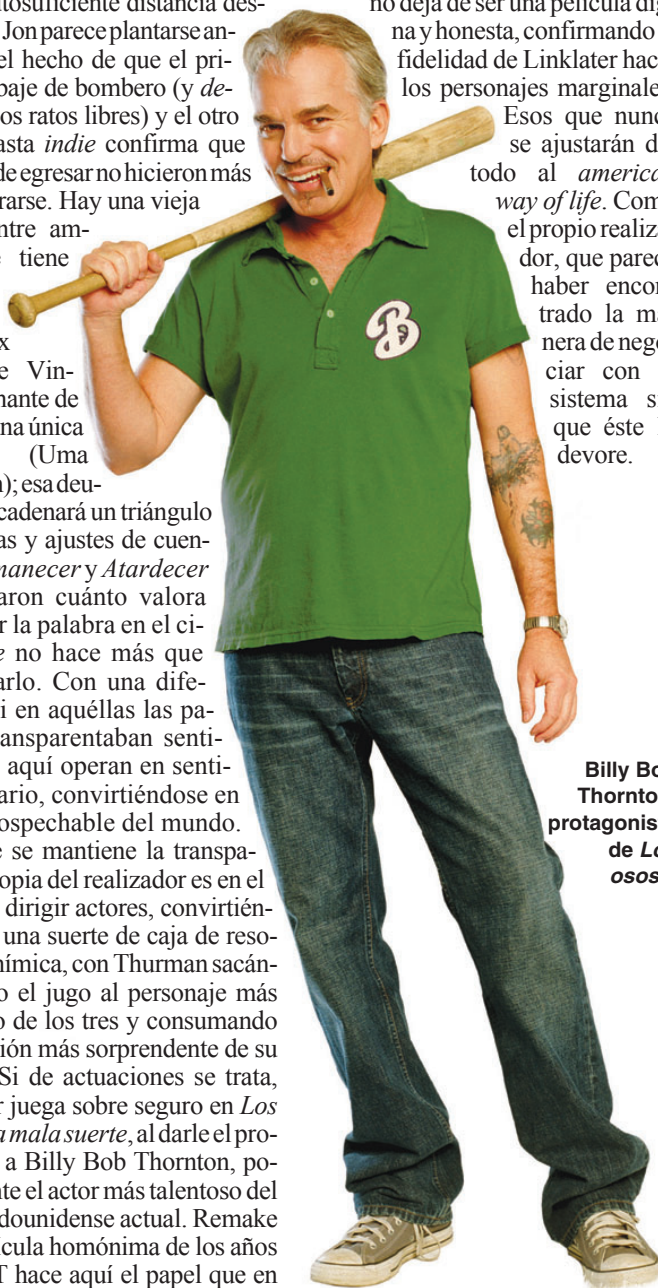 tosuficiente distancia des-
Jon parece plantarse an-
el hecho de que el pri-
baje de bombero (y de-
os ratos libres) y el otro
asta indie confirma que
de egresar no hicieron más
rarse. Hay una vieja
ntre am-
e tiene
x
e Vin-
nante de
na única
(Uma
n); esa deu-
cadenará un triángulo
as y ajustes de cuen-
manecer y Atardecer
aron cuánto valora
r la palabra en el ci-
e no hace más que
arlo. Con una dife-
i en aquéllas las pa-
ansparentaban senti-
aquí operan en senti-
ario, convirtiéndose en
ospechable del mundo.
e se mantiene la transpa-
opia del realizador es en el
dirigir actores, convirtién-
una suerte de caja de reso-
nímica, con Thurman sacán-
o el jugo al personaje más
o de los tres y consumando
ión más sorprendente de su
Si de actuaciones se trata,
r juega sobre seguro en Los
a mala suerte, al darle el pro-
a Billy Bob Thornton, po-
nte el actor más talentoso del
dounidense actual. Remake
ícula homónima de los años
T hace aquí el papel que en
no deja de ser una película dig
na y honesta, confirmando
fidelidad de Linklater hac
los personajes marginale
Esos que nunc
se ajustarán d
todo al america
way of life. Com
el propio realiza
dor, que parec
haber encon
trado la ma
nera de nego
ciar con
sistema s
que éste l
devore.
B
Billy Bo
Thornto
protagonis
de Lo
osos